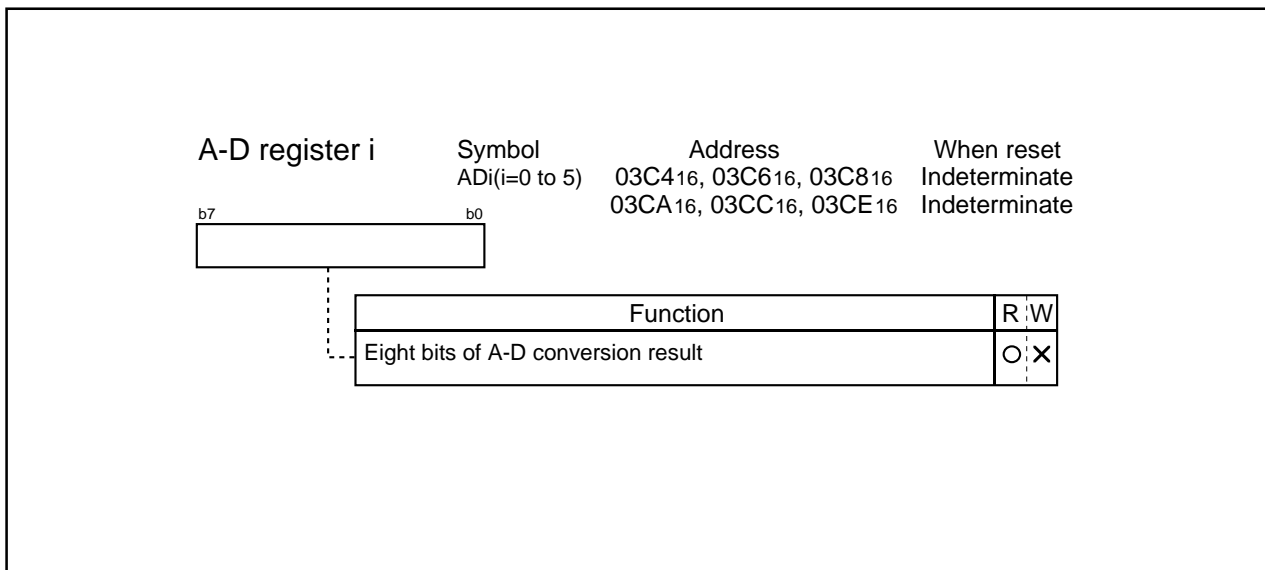 A-D register i Symbol Address When reset
ADi(i=0 to 5) 03C416, 03C616, 03C816 Indeterminate
03CA16, 03CC16, 03CE16 Indeterminate
b7 b0
Function R W
Eight bits of A-D conversion result O X